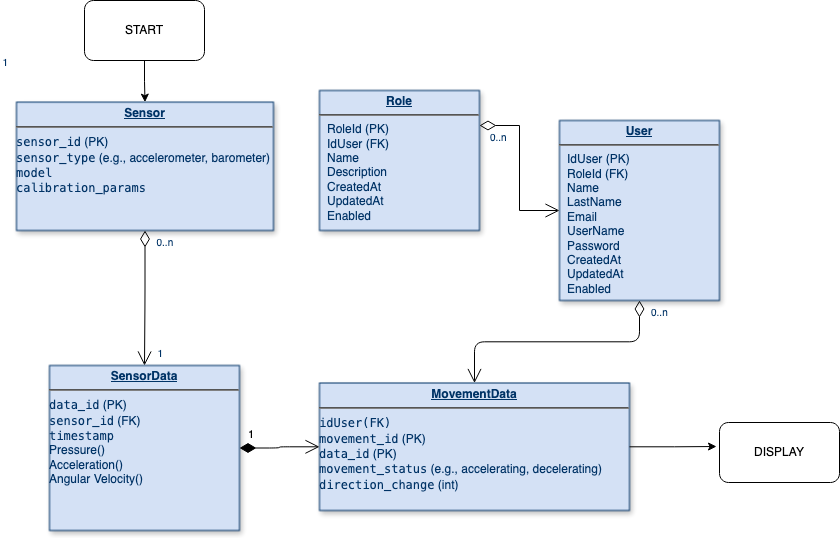 START
1
Sensor
sensor_id (PK)
sensor_type (e.g., accelerometer, barometer)
model
calibration_params
0..n
Role
RoleId (PK)
IdUser (FK)
Name
Description
CreatedAt
UpdatedAt
Enabled
0..n
User
IdUser (PK)
RoleId (FK)
Name
LastName
Email
UserName
Password
CreatedAt
UpdatedAt
Enabled
0..n
1
SensorData
data_id (PK)
sensor_id (FK)
timestamp
Pressure()
Acceleration()
Angular Velocity()
1
MovementData
idUser(FK)
movement_id (PK)
data_id (PK)
movement_status (e.g., accelerating, decelerating)
direction_change (int)
DISPLAY